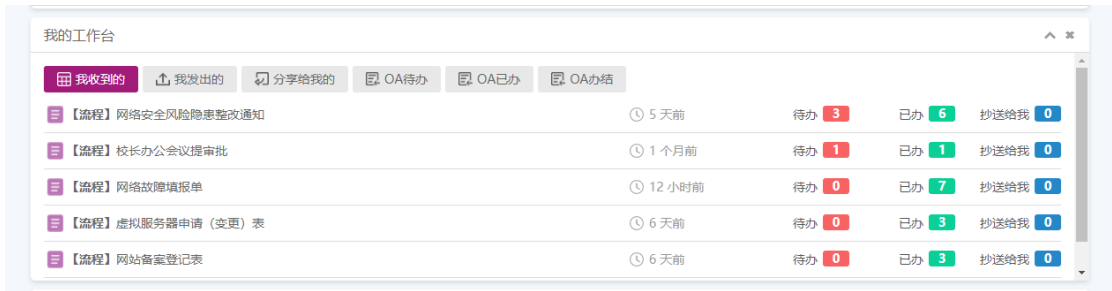 我的工作台
我收到的 我发出的 分享给我的 OA待办 OA已办 OA办结
【流程】网络安全风险隐患整改通知 5 天前 待办 3 已办 6 抄送给我 0
【流程】校长办公会议提审批 1 个月前 待办 1 已办 1 抄送给我 0
【流程】网络故障填报单 12 小时前 待办 0 已办 7 抄送给我 0
【流程】虚拟服务器申请（变更）表 6 天前 待办 0 已办 3 抄送给我 0
【流程】网站备案登记表 6 天前 待办 0 已办 3 抄送给我 0